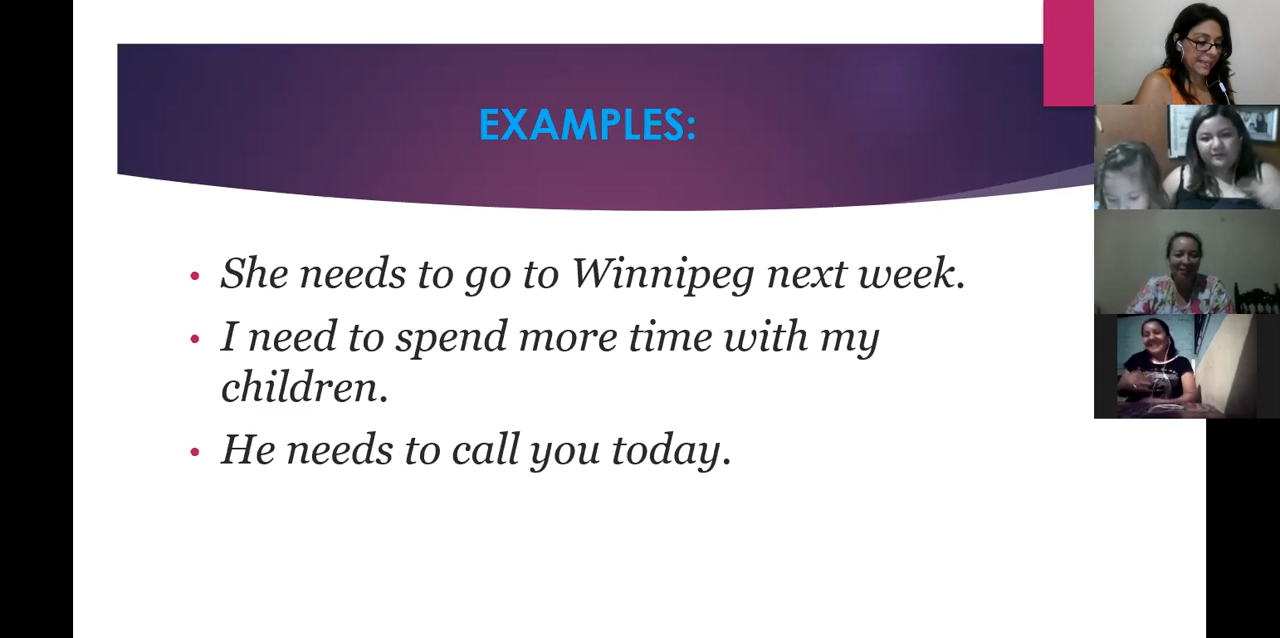 EXAMPLES:
• She needs to go to Winnipeg next week.
• I need to spend more time with my
children.
• He needs to call you today.